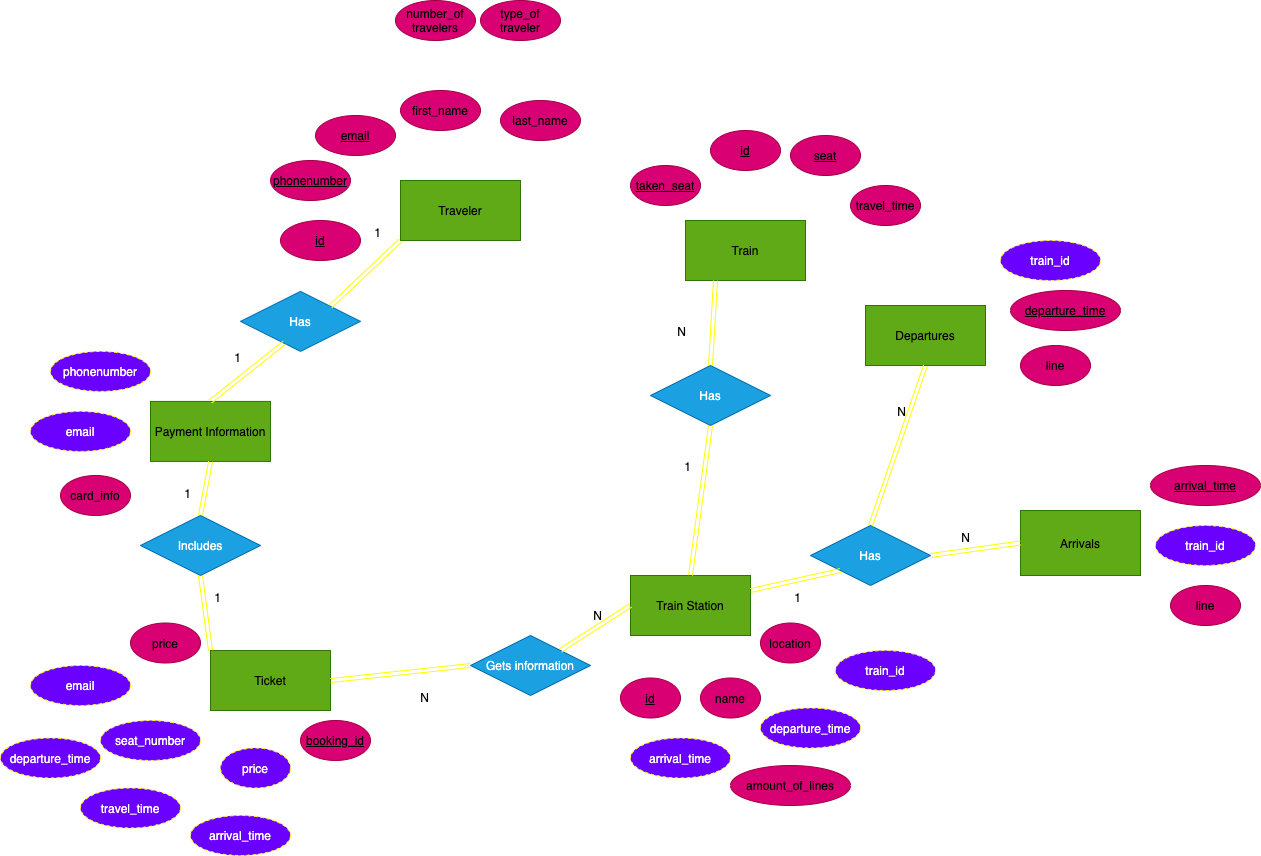 number_of
travelers
type_of
traveler
first_name
last_name
email
phonenumber
id
Traveler
1
Has
1
phonenumber
email
Payment Information
card_info
1
Includes
1
price
Ticket
email
seat_number
departure_time
price
travel_time
arrival_time
booking_id
N
Gets information
N
id
seat
taken_seat
travel_time
Train
N
Has
1
train_id
departure_time
line
Departures
N
Has
N
1
Arrivals
arrival_time
train_id
line
Train Station
location
train_id
id
name
departure_time
arrival_time
amount_of_lines